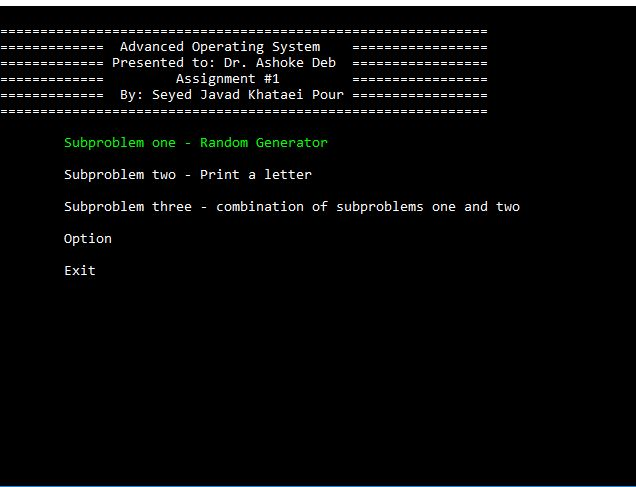 =============================================================
=============  Advanced Operating System    =================
============= Presented to: Dr. Ashoke Deb  =================
=============         Assignment #1         =================
=============  By: Seyed Javad Khataei Pour =================
=============================================================
Subproblem one - Random Generator
Subproblem two - Print a letter
Subproblem three - combination of subproblems one and two
Option
Exit